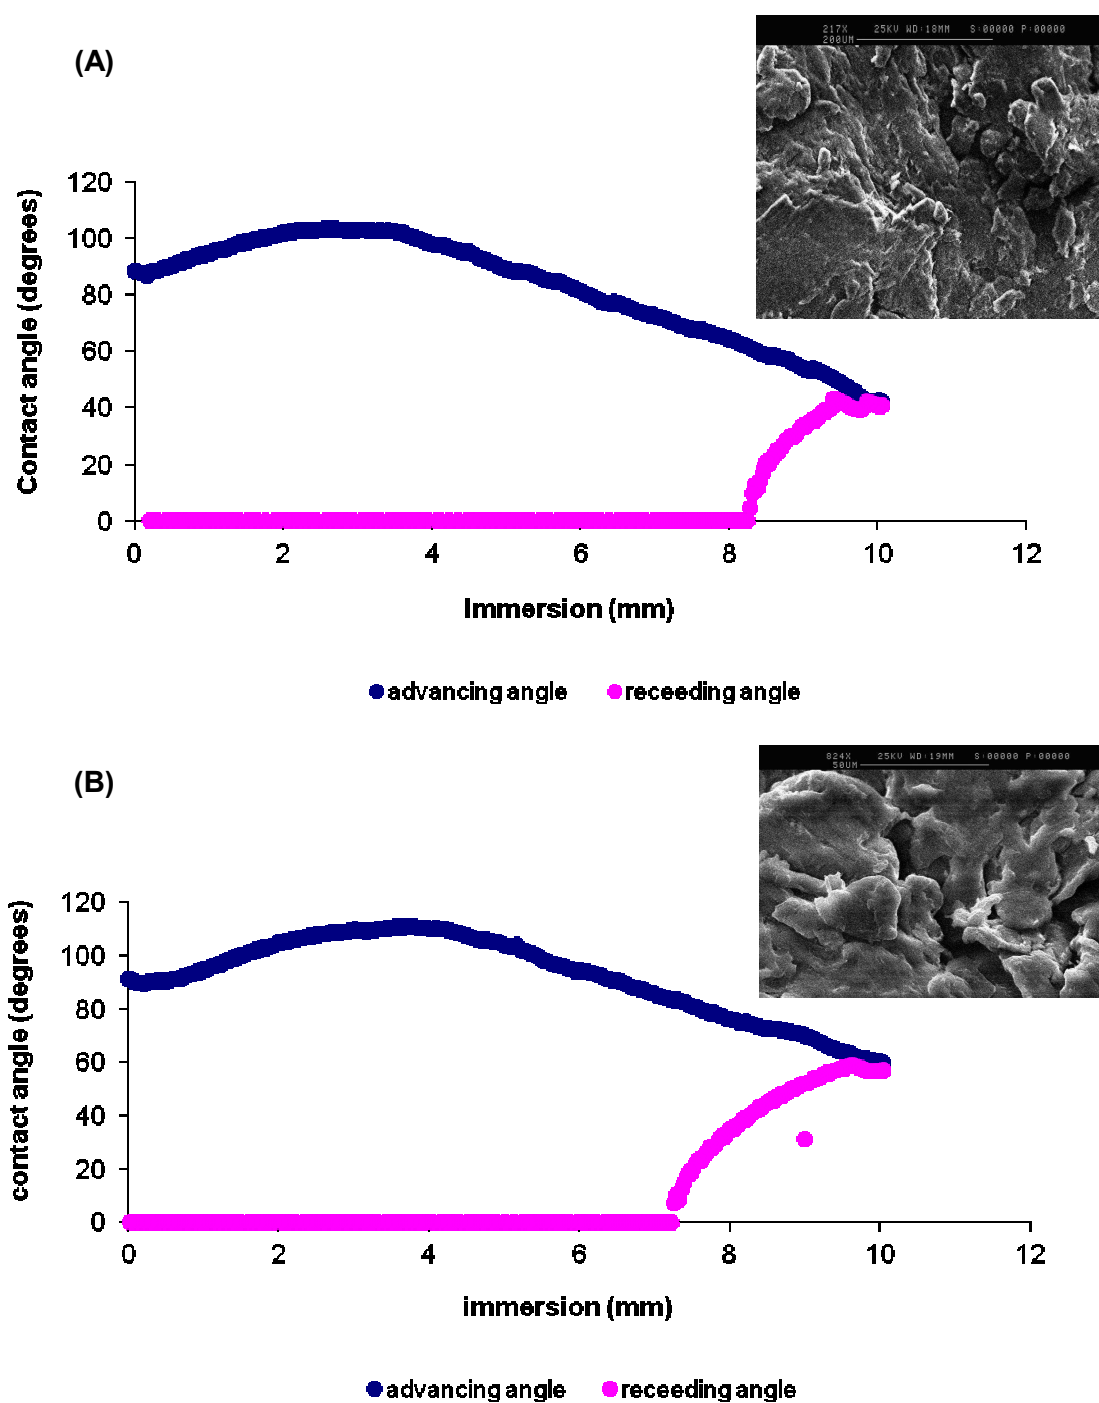 (A)
217X 25KV WD:18MM S:00000 P:00000
200UM
120
100
80
60
40
20
0
Contact angle (degrees)
0 2 4 6 8 10 12
Immersion (mm)
advancing angle receeding angle
(B)
824X 25KV WD:19MM S:00000 P:00000
50UM
120
100
80
60
40
20
0
contact angle (degrees)
0 2 4 6 8 10 12
immersion (mm)
advancing angle receeding angle